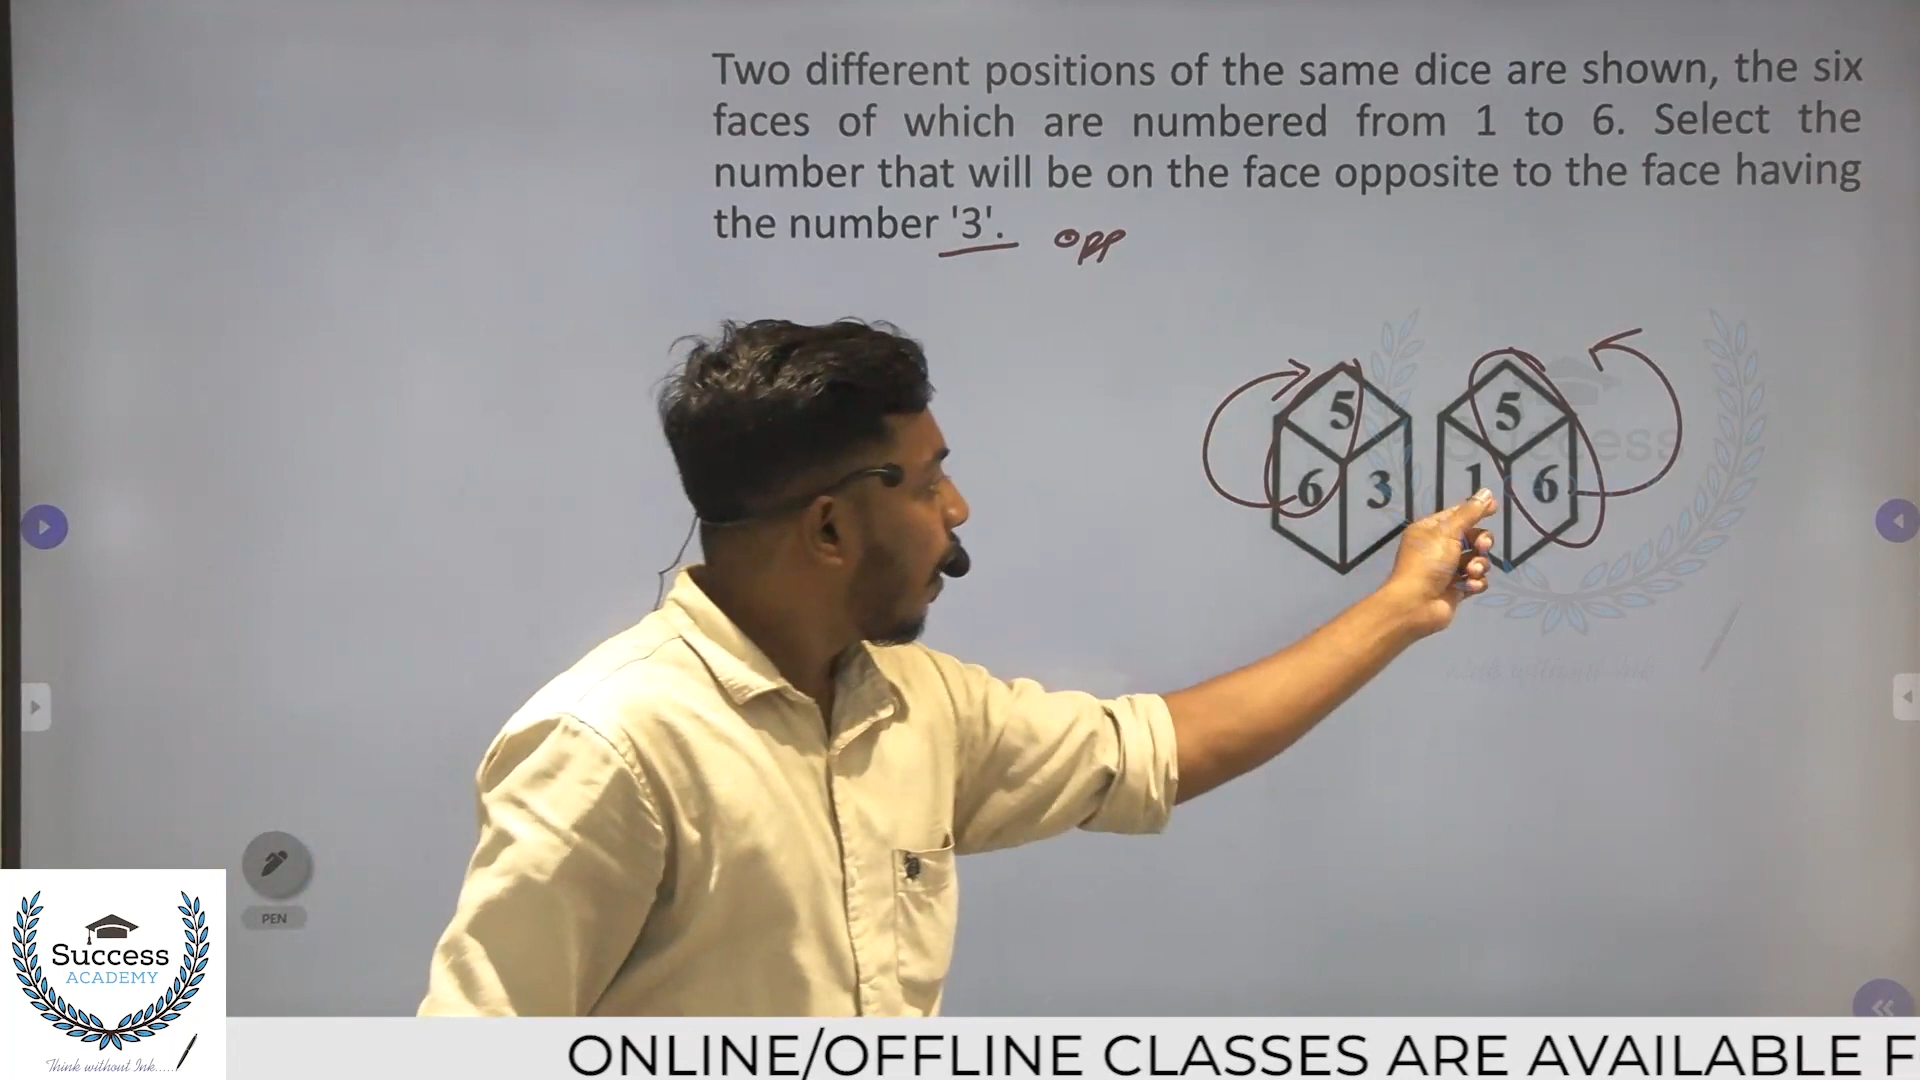 Two different positions of the same dice are shown, the six
faces of which are numbered from 1 to 6. Select the
number that will be on the face opposite to the face having
the number '3'. opp
5
6 3
5
1 6
Success
PEN
Success
ACADEMY
Think without Ink.....
ONLINE/OFFLINE CLASSES ARE AVAILABLE F